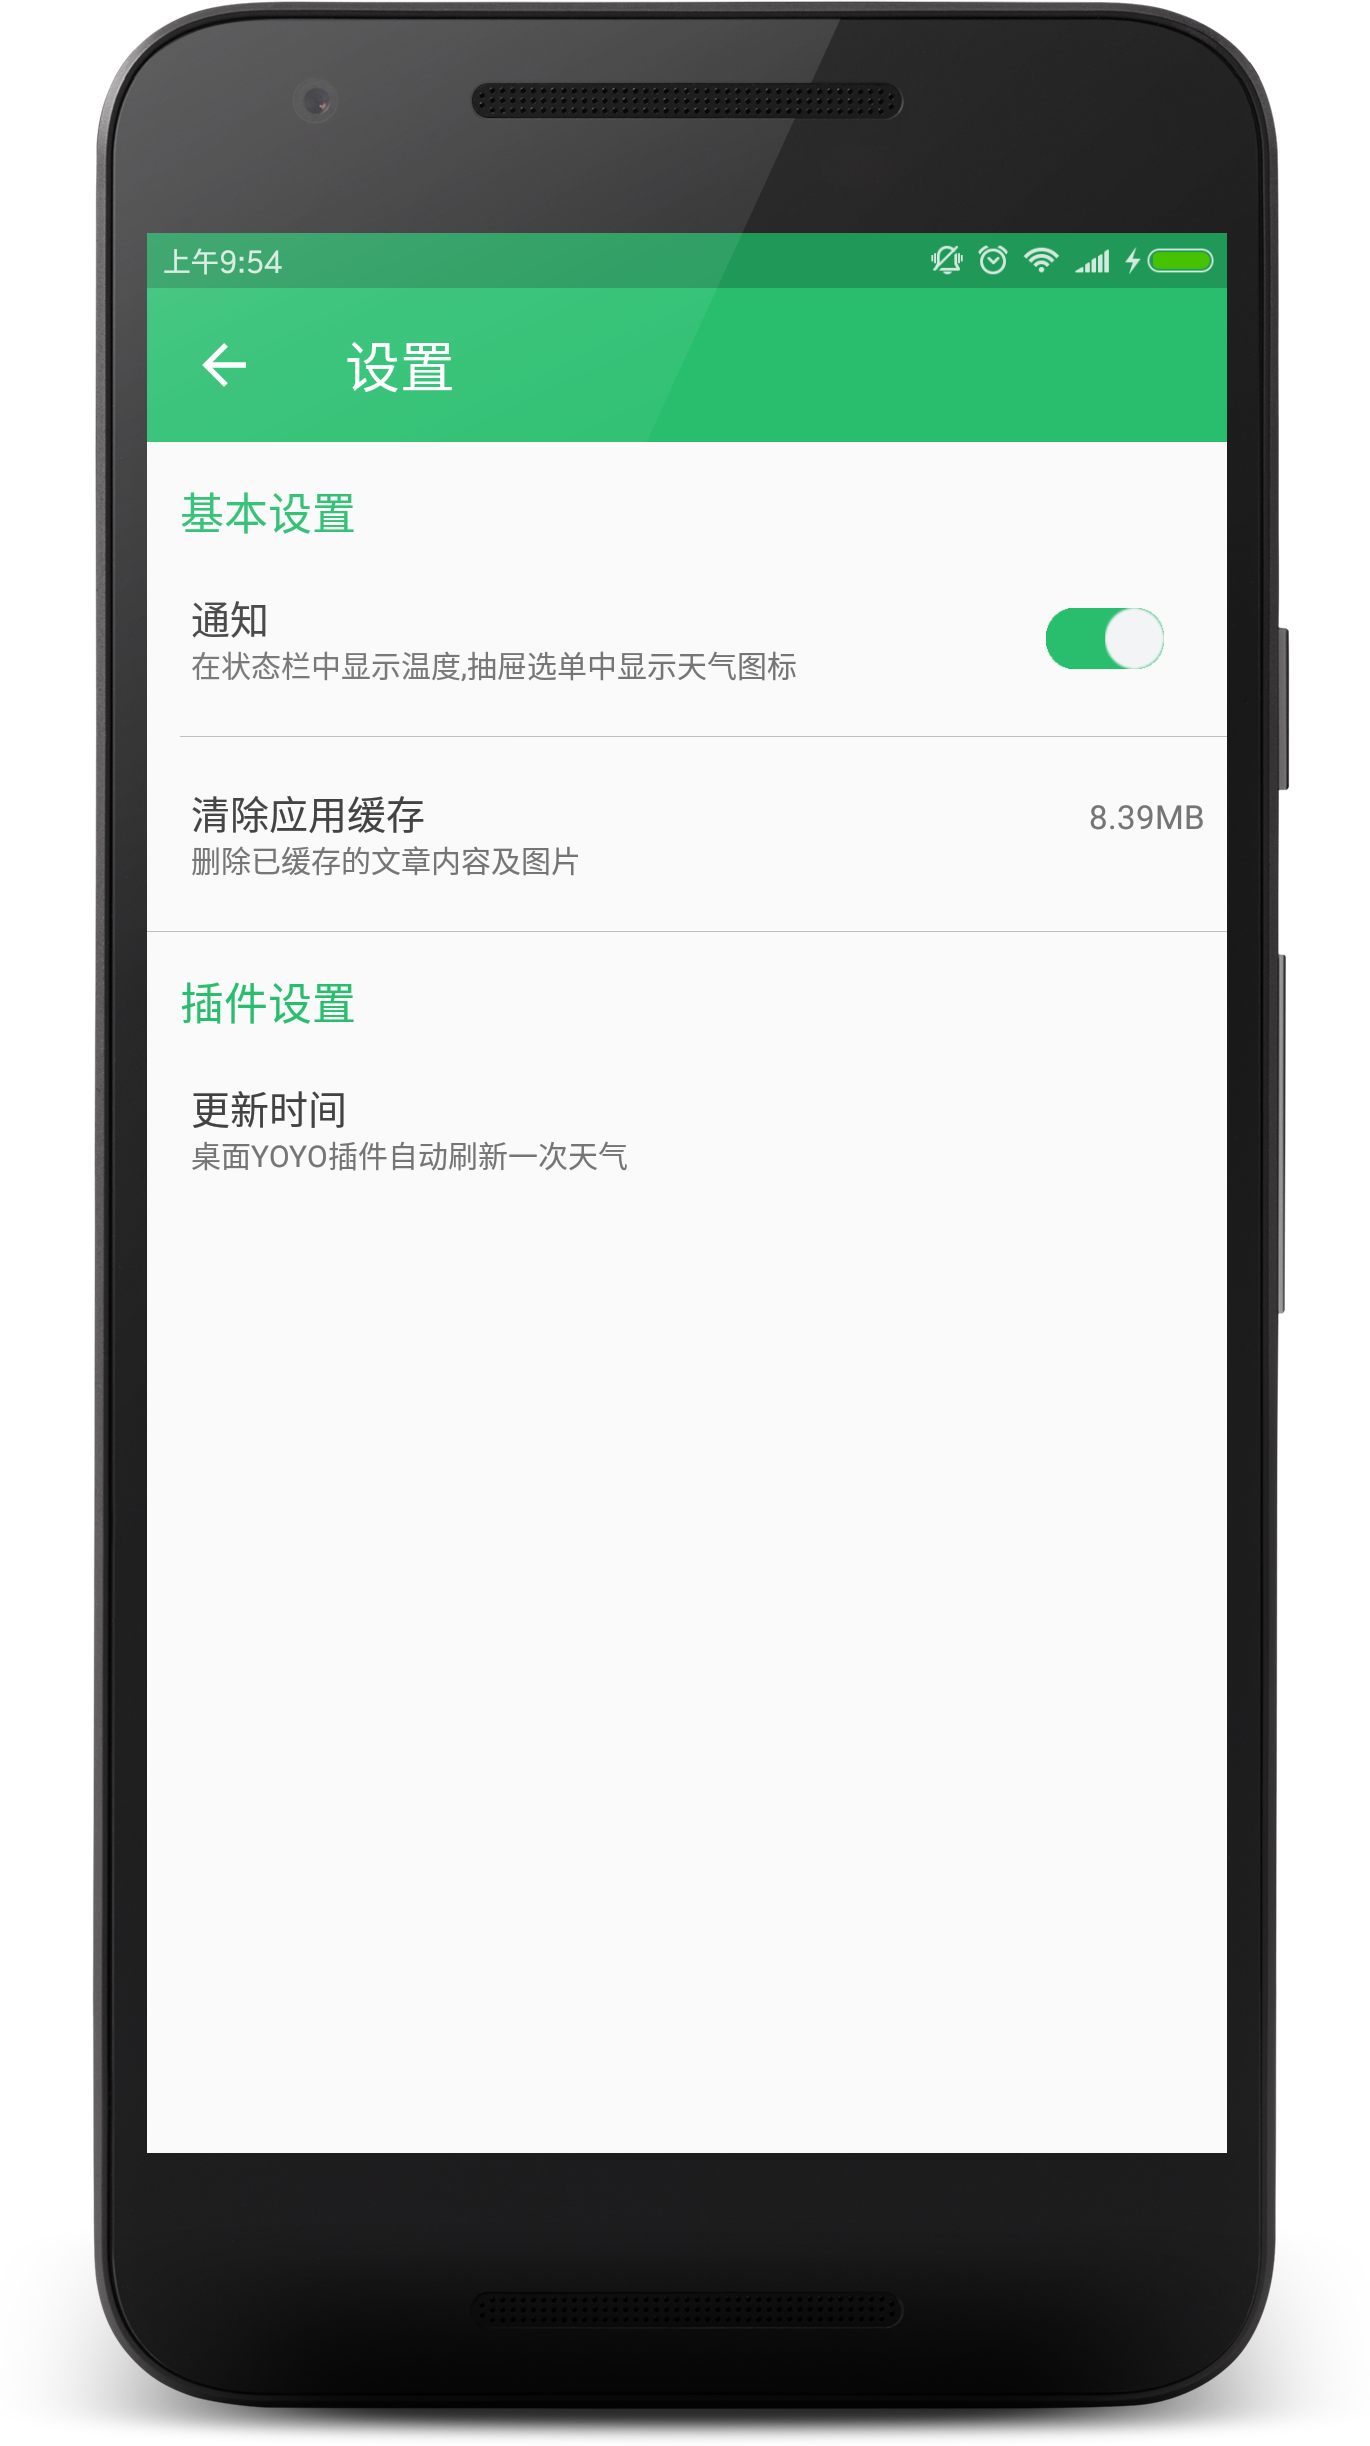 上午9:54
设置
基本设置
通知
在状态栏中显示温度,抽屉选单中显示天气图标
清除应用缓存
8.39MB
删除已缓存的文章内容及图片
插件设置
更新时间
桌面YOYO插件自动刷新一次天气